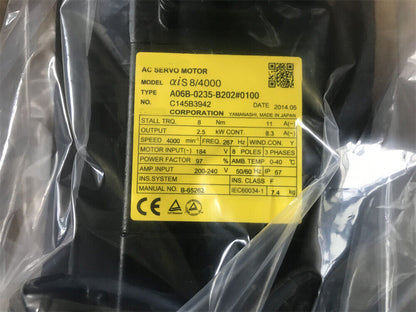 AC SERVO MOTOR
MODEL αiS 8/4000
TYPE A06B-0235-B202#0100
NO. C145B3942 DATE 2014.05
CORPORATION YAMANASHI, MADE IN JAPAN
STALL TRQ. 8 Nm 11 A(~)
OUTPUT 2.5 kW CONT. 8.3 A(~)
SPEED 4000 min⁻¹ FREQ. 267 Hz WIND.CON. Y
MOTOR INPUT(~) 184 V 8 POLES 3 PHASES
POWER FACTOR 97 % AMB.TEMP. 0-40 ℃
AMP.INPUT 200-240 V 50/60 Hz IP 67
INS.SYSTEM INS.CLASS F
MANUAL NO. B-65262 IEC60034-1 7.4 kg
CE